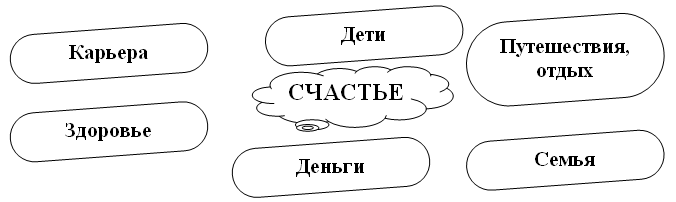 Карьера
Дети
Путешествия,
отдых
СЧАСТЬЕ
Здоровье
Деньги
Семья